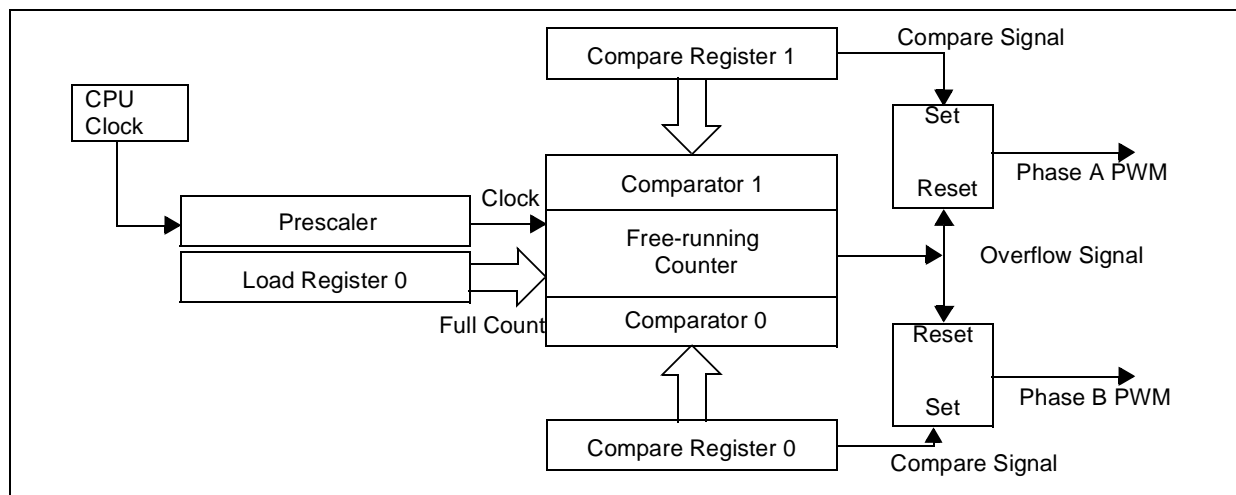 Compare Register 1
Compare Signal
CPU
Clock
Set
Reset
Phase A PWM
Comparator 1
Clock
Prescaler
Free-running
Counter
Overflow Signal
Load Register 0
Full Count
Comparator 0
Reset
Set
Phase B PWM
Compare Register 0
Compare Signal